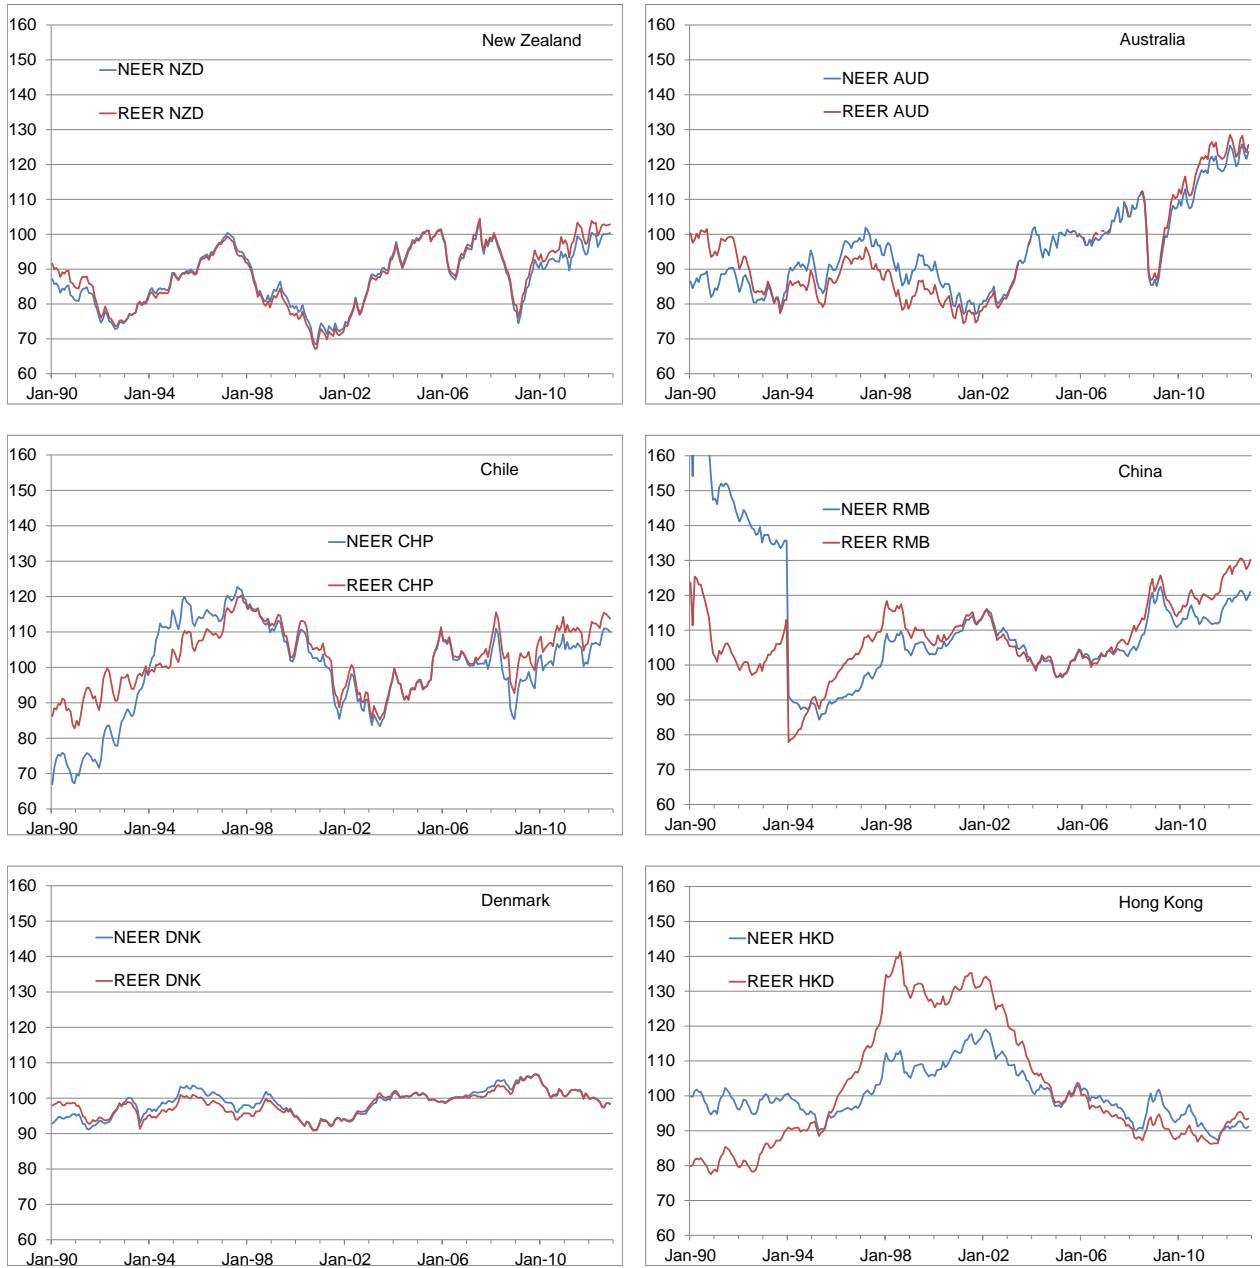 New Zealand
NEER NZD
REER NZD
160
150
140
130
120
110
100
90
80
70
60
Jan-90 Jan-94 Jan-98 Jan-02 Jan-06 Jan-10
Australia
NEER AUD
REER AUD
160
150
140
130
120
110
100
90
80
70
60
Jan-90 Jan-94 Jan-98 Jan-02 Jan-06 Jan-10
Chile
NEER CHP
REER CHP
160
150
140
130
120
110
100
90
80
70
60
Jan-90 Jan-94 Jan-98 Jan-02 Jan-06 Jan-10
China
NEER RMB
REER RMB
160
150
140
130
120
110
100
90
80
70
60
Jan-90 Jan-94 Jan-98 Jan-02 Jan-06 Jan-10
Denmark
NEER DNK
REER DNK
160
150
140
130
120
110
100
90
80
70
60
Jan-90 Jan-94 Jan-98 Jan-02 Jan-06 Jan-10
Hong Kong
NEER HKD
REER HKD
160
150
140
130
120
110
100
90
80
70
60
Jan-90 Jan-94 Jan-98 Jan-02 Jan-06 Jan-10